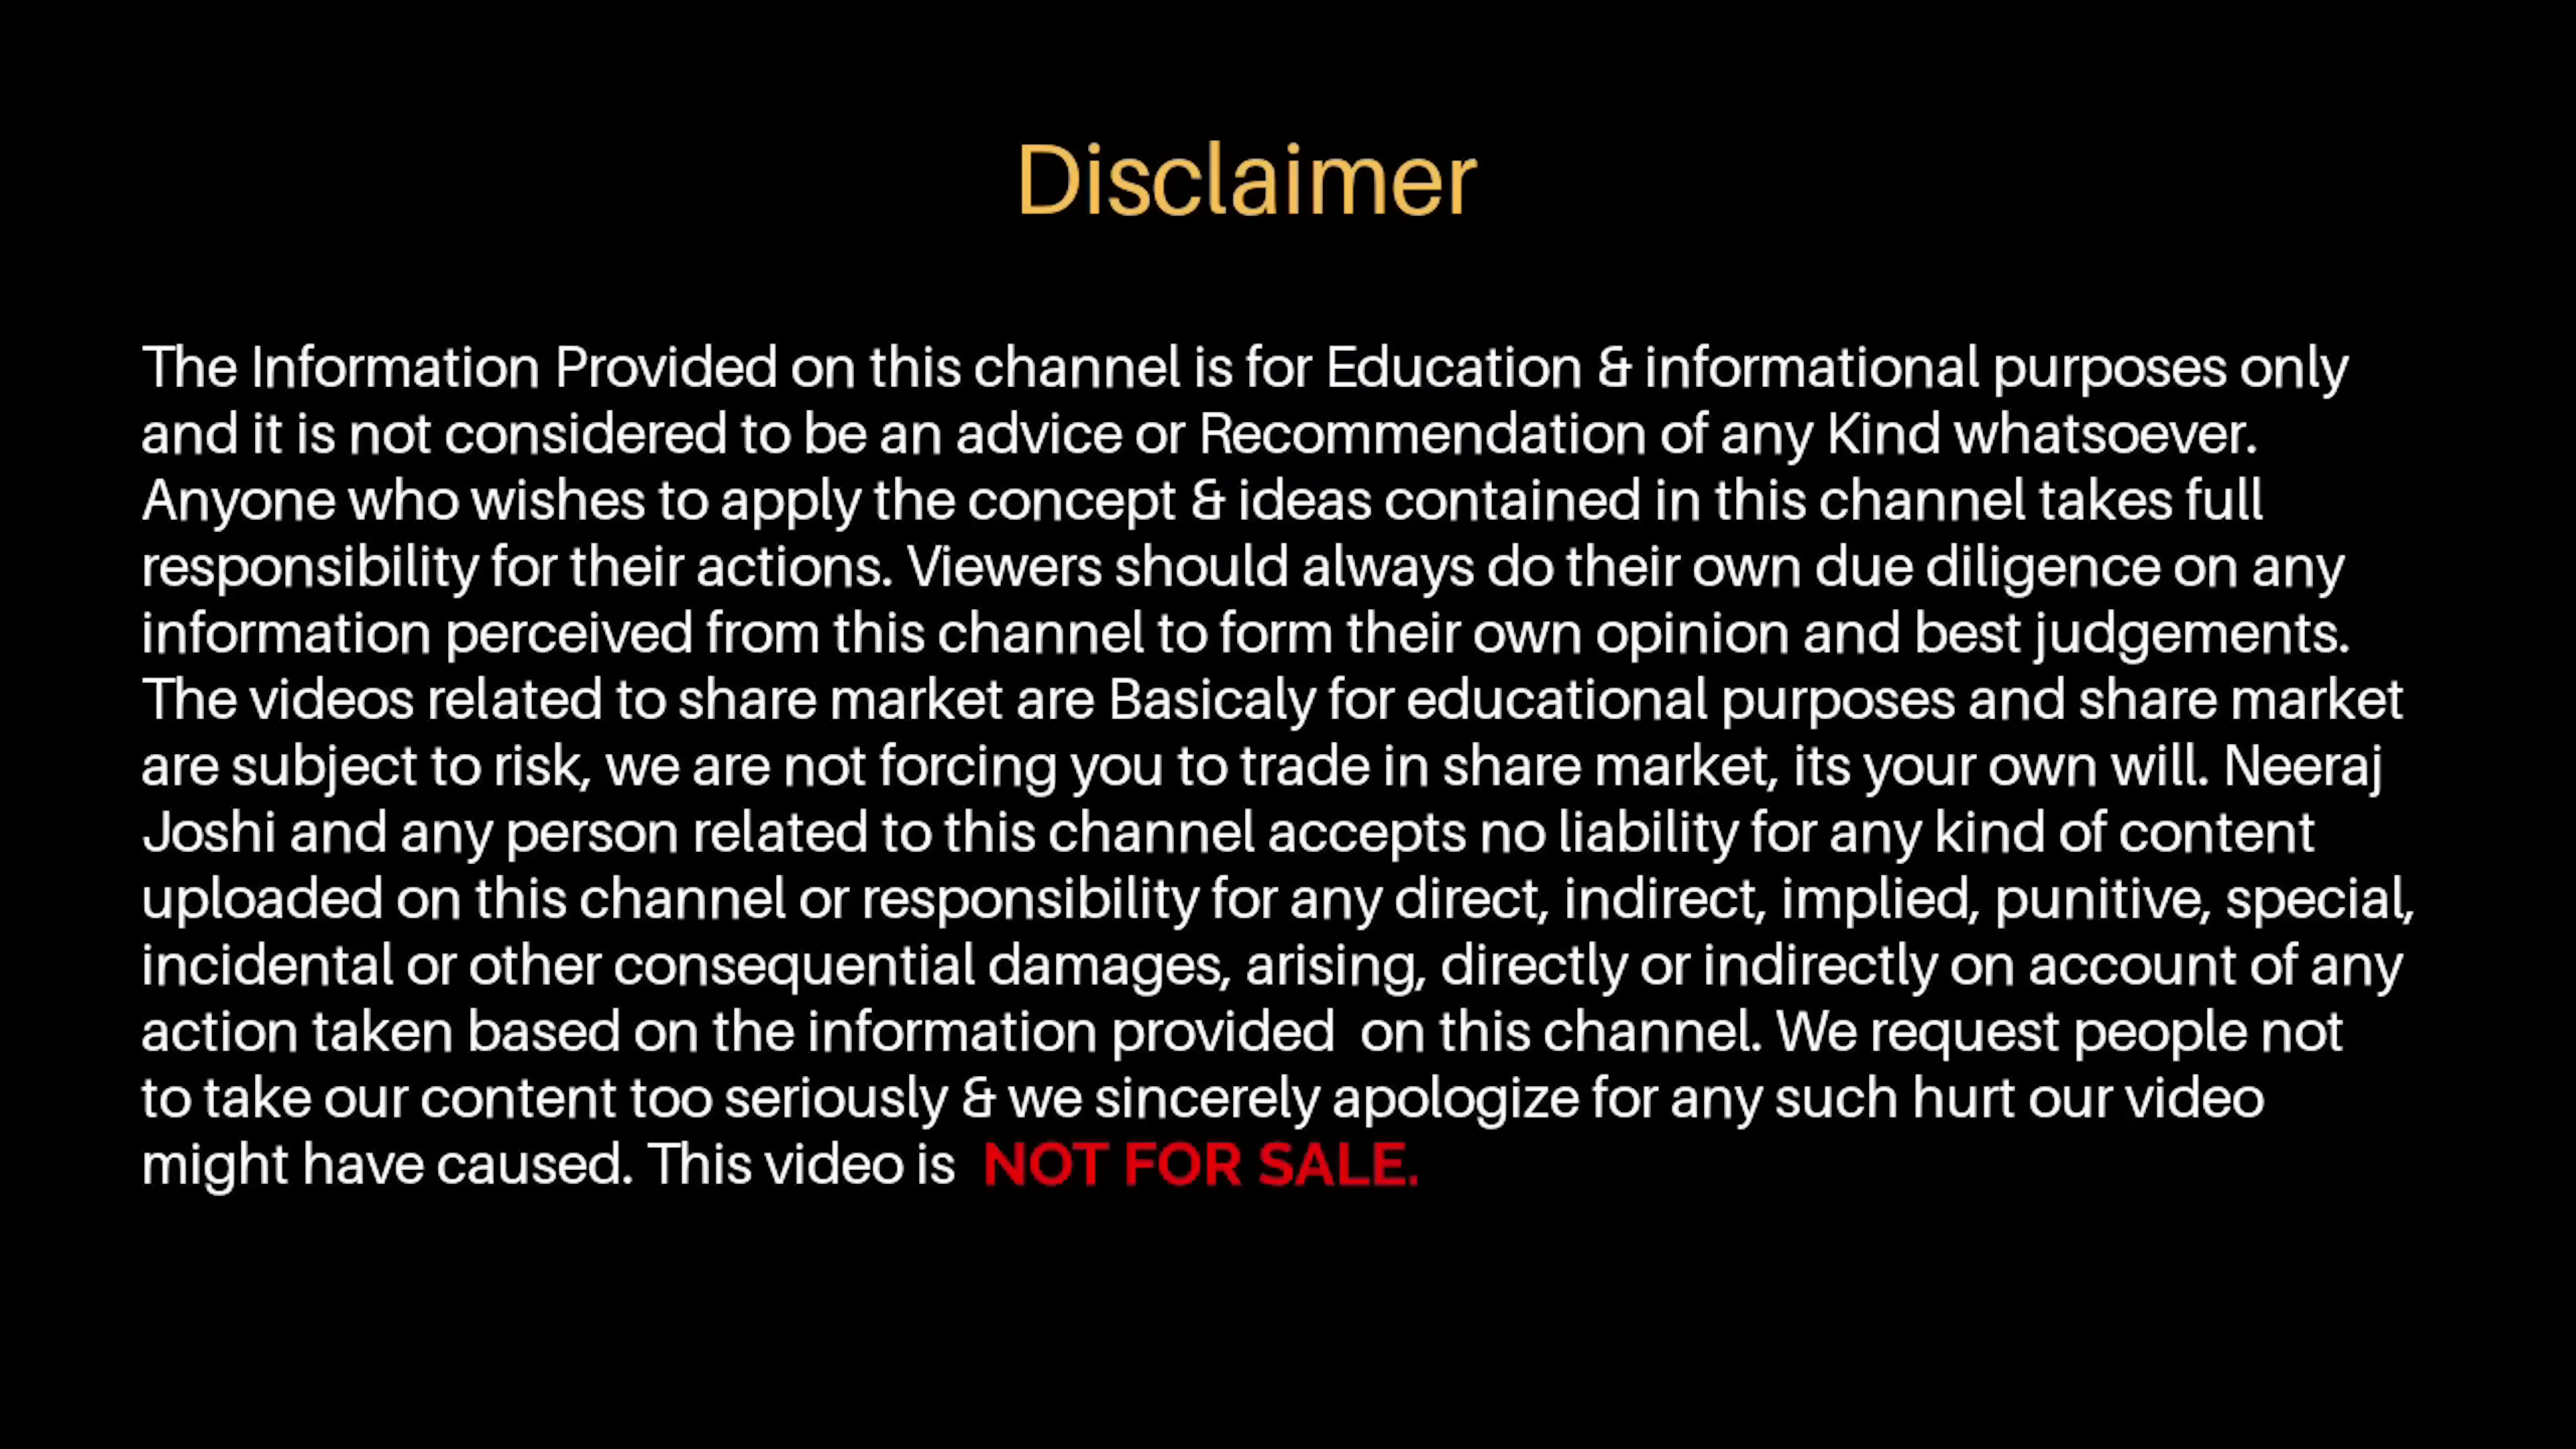 Disclaimer
The Information Provided on this channel is for Education & informational purposes only
and it is not considered to be an advice or Recommendation of any Kind whatsoever.
Anyone who wishes to apply the concept & ideas contained in this channel takes full
responsibility for their actions. Viewers should always do their own due diligence on any
information perceived from this channel to form their own opinion and best judgements.
The videos related to share market are Basicaly for educational purposes and share market
are subject to risk, we are not forcing you to trade in share market, its your own will. Neeraj
Joshi and any person related to this channel accepts no liability for any kind of content
uploaded on this channel or responsibility for any direct, indirect, implied, punitive, special,
incidental or other consequential damages, arising, directly or indirectly on account of any
action taken based on the information provided  on this channel. We request people not
to take our content too seriously & we sincerely apologize for any such hurt our video
might have caused. This video is  NOT FOR SALE.